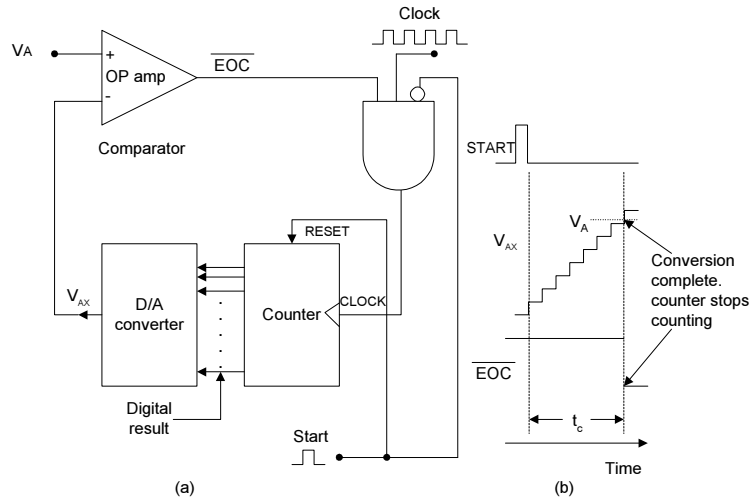 Clock
VA
+
OP amp
-
EOC
Comparator
RESET
CLOCK
VAX
D/A
converter
Counter
Digital
result
Start
(a)
START
VA
VAX
Conversion
complete.
counter stops
counting
EOC
tc
Time
(b)